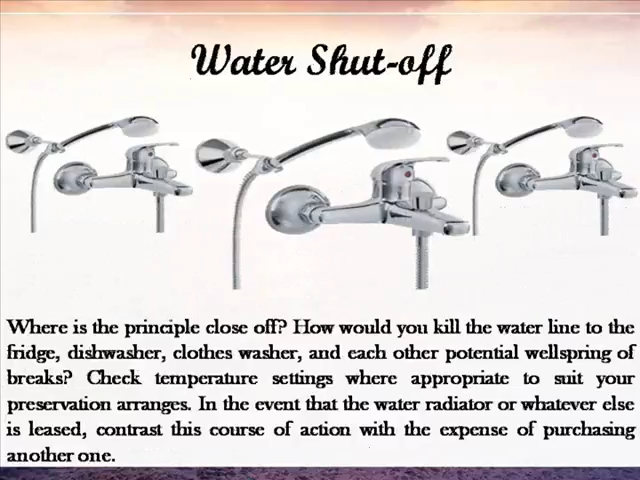 Water Shut-off
Where is the principle close off? How would you kill the water line to the
fridge, dishwasher, clothes washer, and each other potential wellspring of
breaks? Check temperature settings where appropriate to suit your
preservation arranges. In the event that the water radiator or whatever else
is leased, contrast this course of action with the expense of purchasing
another one.